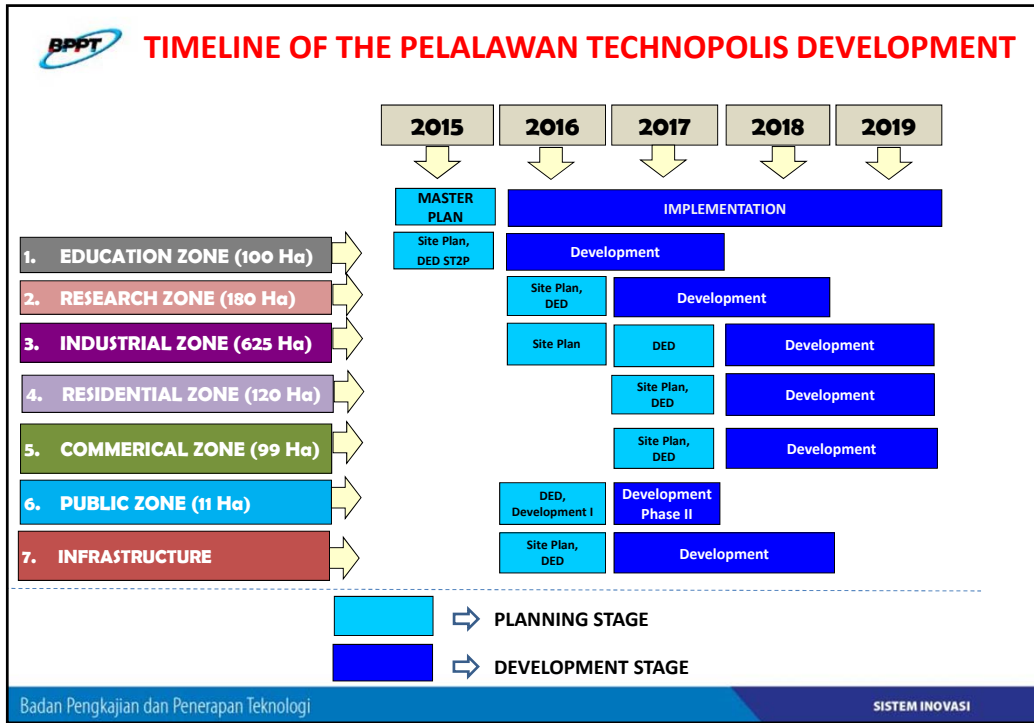 BPPT
TIMELINE OF THE PELALAWAN TECHNOPOLIS DEVELOPMENT
2015 2016 2017 2018 2019
MASTER
PLAN
IMPLEMENTATION
1. EDUCATION ZONE (100 Ha)
Site Plan,
DED ST2P
Development
2. RESEARCH ZONE (180 Ha)
Site Plan,
DED
Development
3. INDUSTRIAL ZONE (625 Ha)
Site Plan
DED
Development
4. RESIDENTIAL ZONE (120 Ha)
Site Plan,
DED
Development
5. COMMERICAL ZONE (99 Ha)
Site Plan,
DED
Development
6. PUBLIC ZONE (11 Ha)
DED,
Development I
Development
Phase II
7. INFRASTRUCTURE
Site Plan,
DED
Development
PLANNING STAGE
DEVELOPMENT STAGE
Badan Pengkajian dan Penerapan Teknologi
SISTEM INOVASI